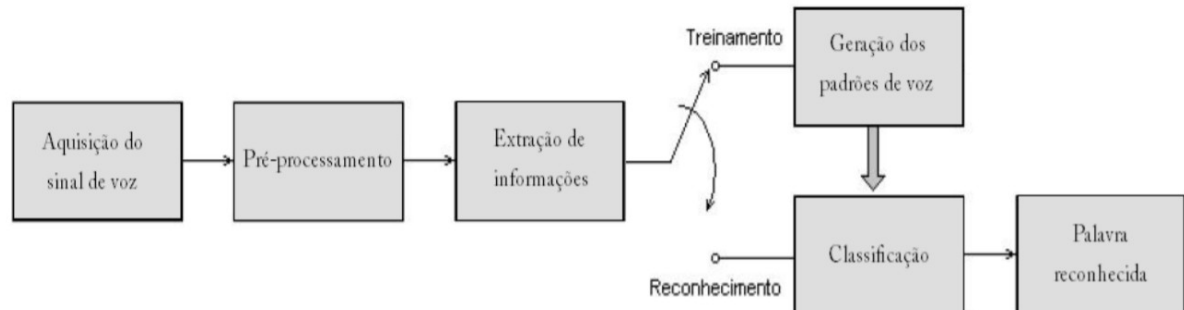 Aquisição do
sinal de voz
Pré-processamento
Extração de
informações
Treinamento
Geração dos
padrões de voz
Reconhecimento
Classificação
Palavra
reconhecida